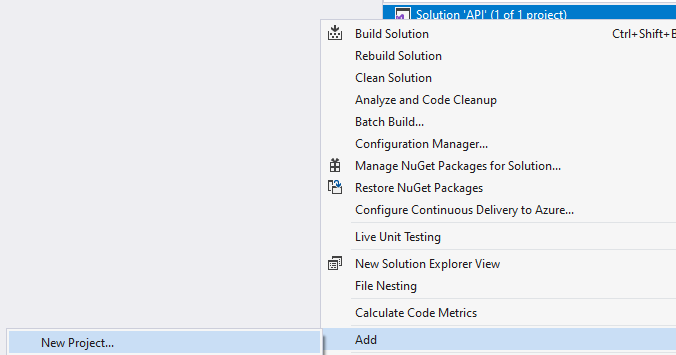 Solution 'API' (1 of 1 project)
Build Solution Ctrl+Shift+B
Rebuild Solution
Clean Solution
Analyze and Code Cleanup
Batch Build...
Configuration Manager...
Manage NuGet Packages for Solution...
Restore NuGet Packages
Configure Continuous Delivery to Azure...
Live Unit Testing
New Solution Explorer View
File Nesting
Calculate Code Metrics
New Project...
Add